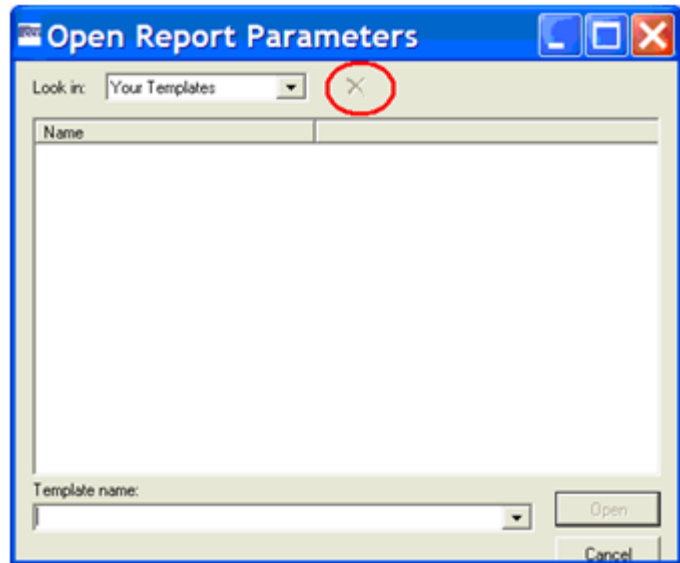 Open Report Parameters
Look in: Your Templates
Name
Template name:
Open
Cancel